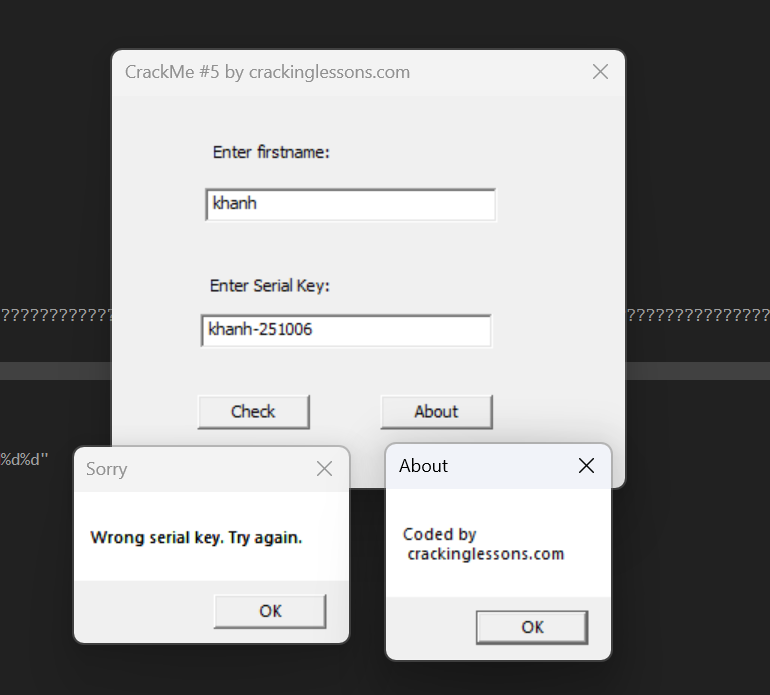 CrackMe #5 by crackinglessons.com
Enter firstname:
khanh
Enter Serial Key:
???????????? ???????????????
khanh-251006
Check About
%d%d"
Sorry
About
Wrong serial key. Try again.
Coded by
crackinglessons.com
OK
OK